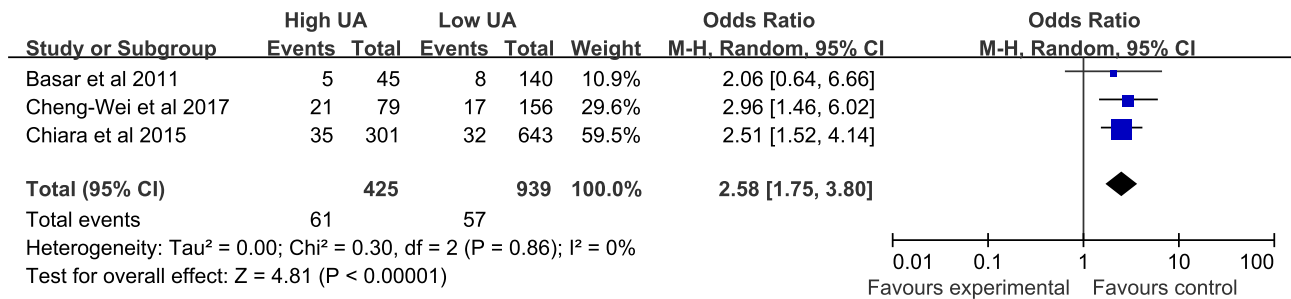 High UA Low UA Odds Ratio Odds Ratio
Study or Subgroup Events Total Events Total Weight M-H, Random, 95% CI M-H, Random, 95% CI
Basar et al 2011 5 45 8 140 10.9% 2.06 [0.64, 6.66]
Cheng-Wei et al 2017 21 79 17 156 29.6% 2.96 [1.46, 6.02]
Chiara et al 2015 35 301 32 643 59.5% 2.51 [1.52, 4.14]
Total (95% CI) 425 939 100.0% 2.58 [1.75, 3.80]
Total events 61 57
Heterogeneity: Tau² = 0.00; Chi² = 0.30, df = 2 (P = 0.86); I² = 0%
Test for overall effect: Z = 4.81 (P < 0.00001)
0.01 0.1 1 10 100
Favours experimental Favours control